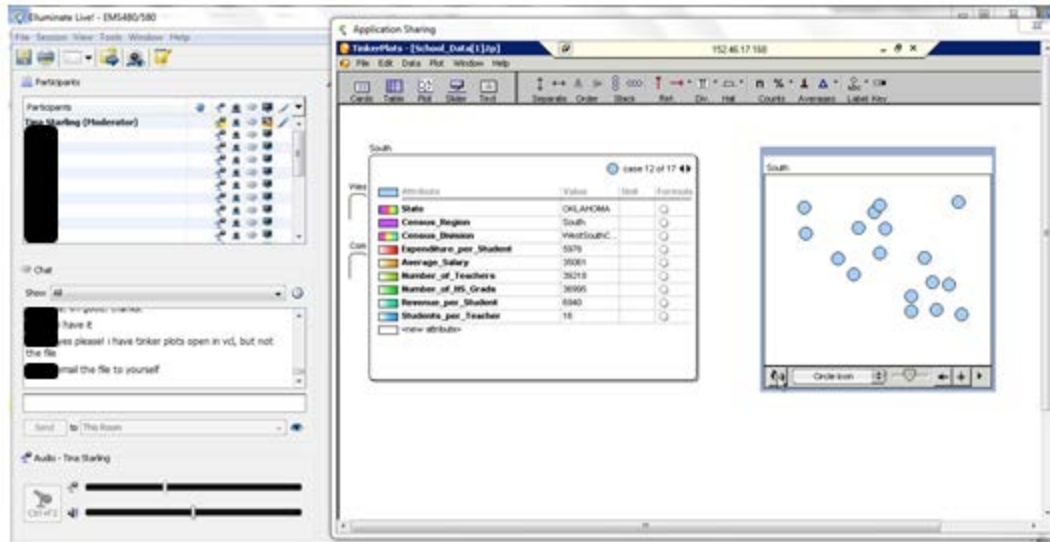 Elluminate Live! - EMS480/580
File Session View Tools Window Help
Participants
Participants
Tina Starling (Moderator)
Chat
Show All
i have it
yes please! i have tinker plots open in vcl, but not
the file
email the file to yourself
Send to This Room
Audio - Tina Starling
Ctrl+F2
Application Sharing
TinkerPlots - [School_Data[1].tp]
152.46.17.168
File Edit Data Plot Window Help
Cards Table Plot Slider Text Separate Order Stack Ref. Div. Hat Counts Averages Label Key
South
case 12 of 17
Attribute Value Unit Formula
State OKLAHOMA
Census_Region South
Census_Division WestSouthC...
Expenditure_per_Student
Average_Salary
Number_of_Teachers 39218
Number_of_HS_Grads
Revenue_per_Student
Students_per_Teacher 16
<new attribute>
South
Circle Icon